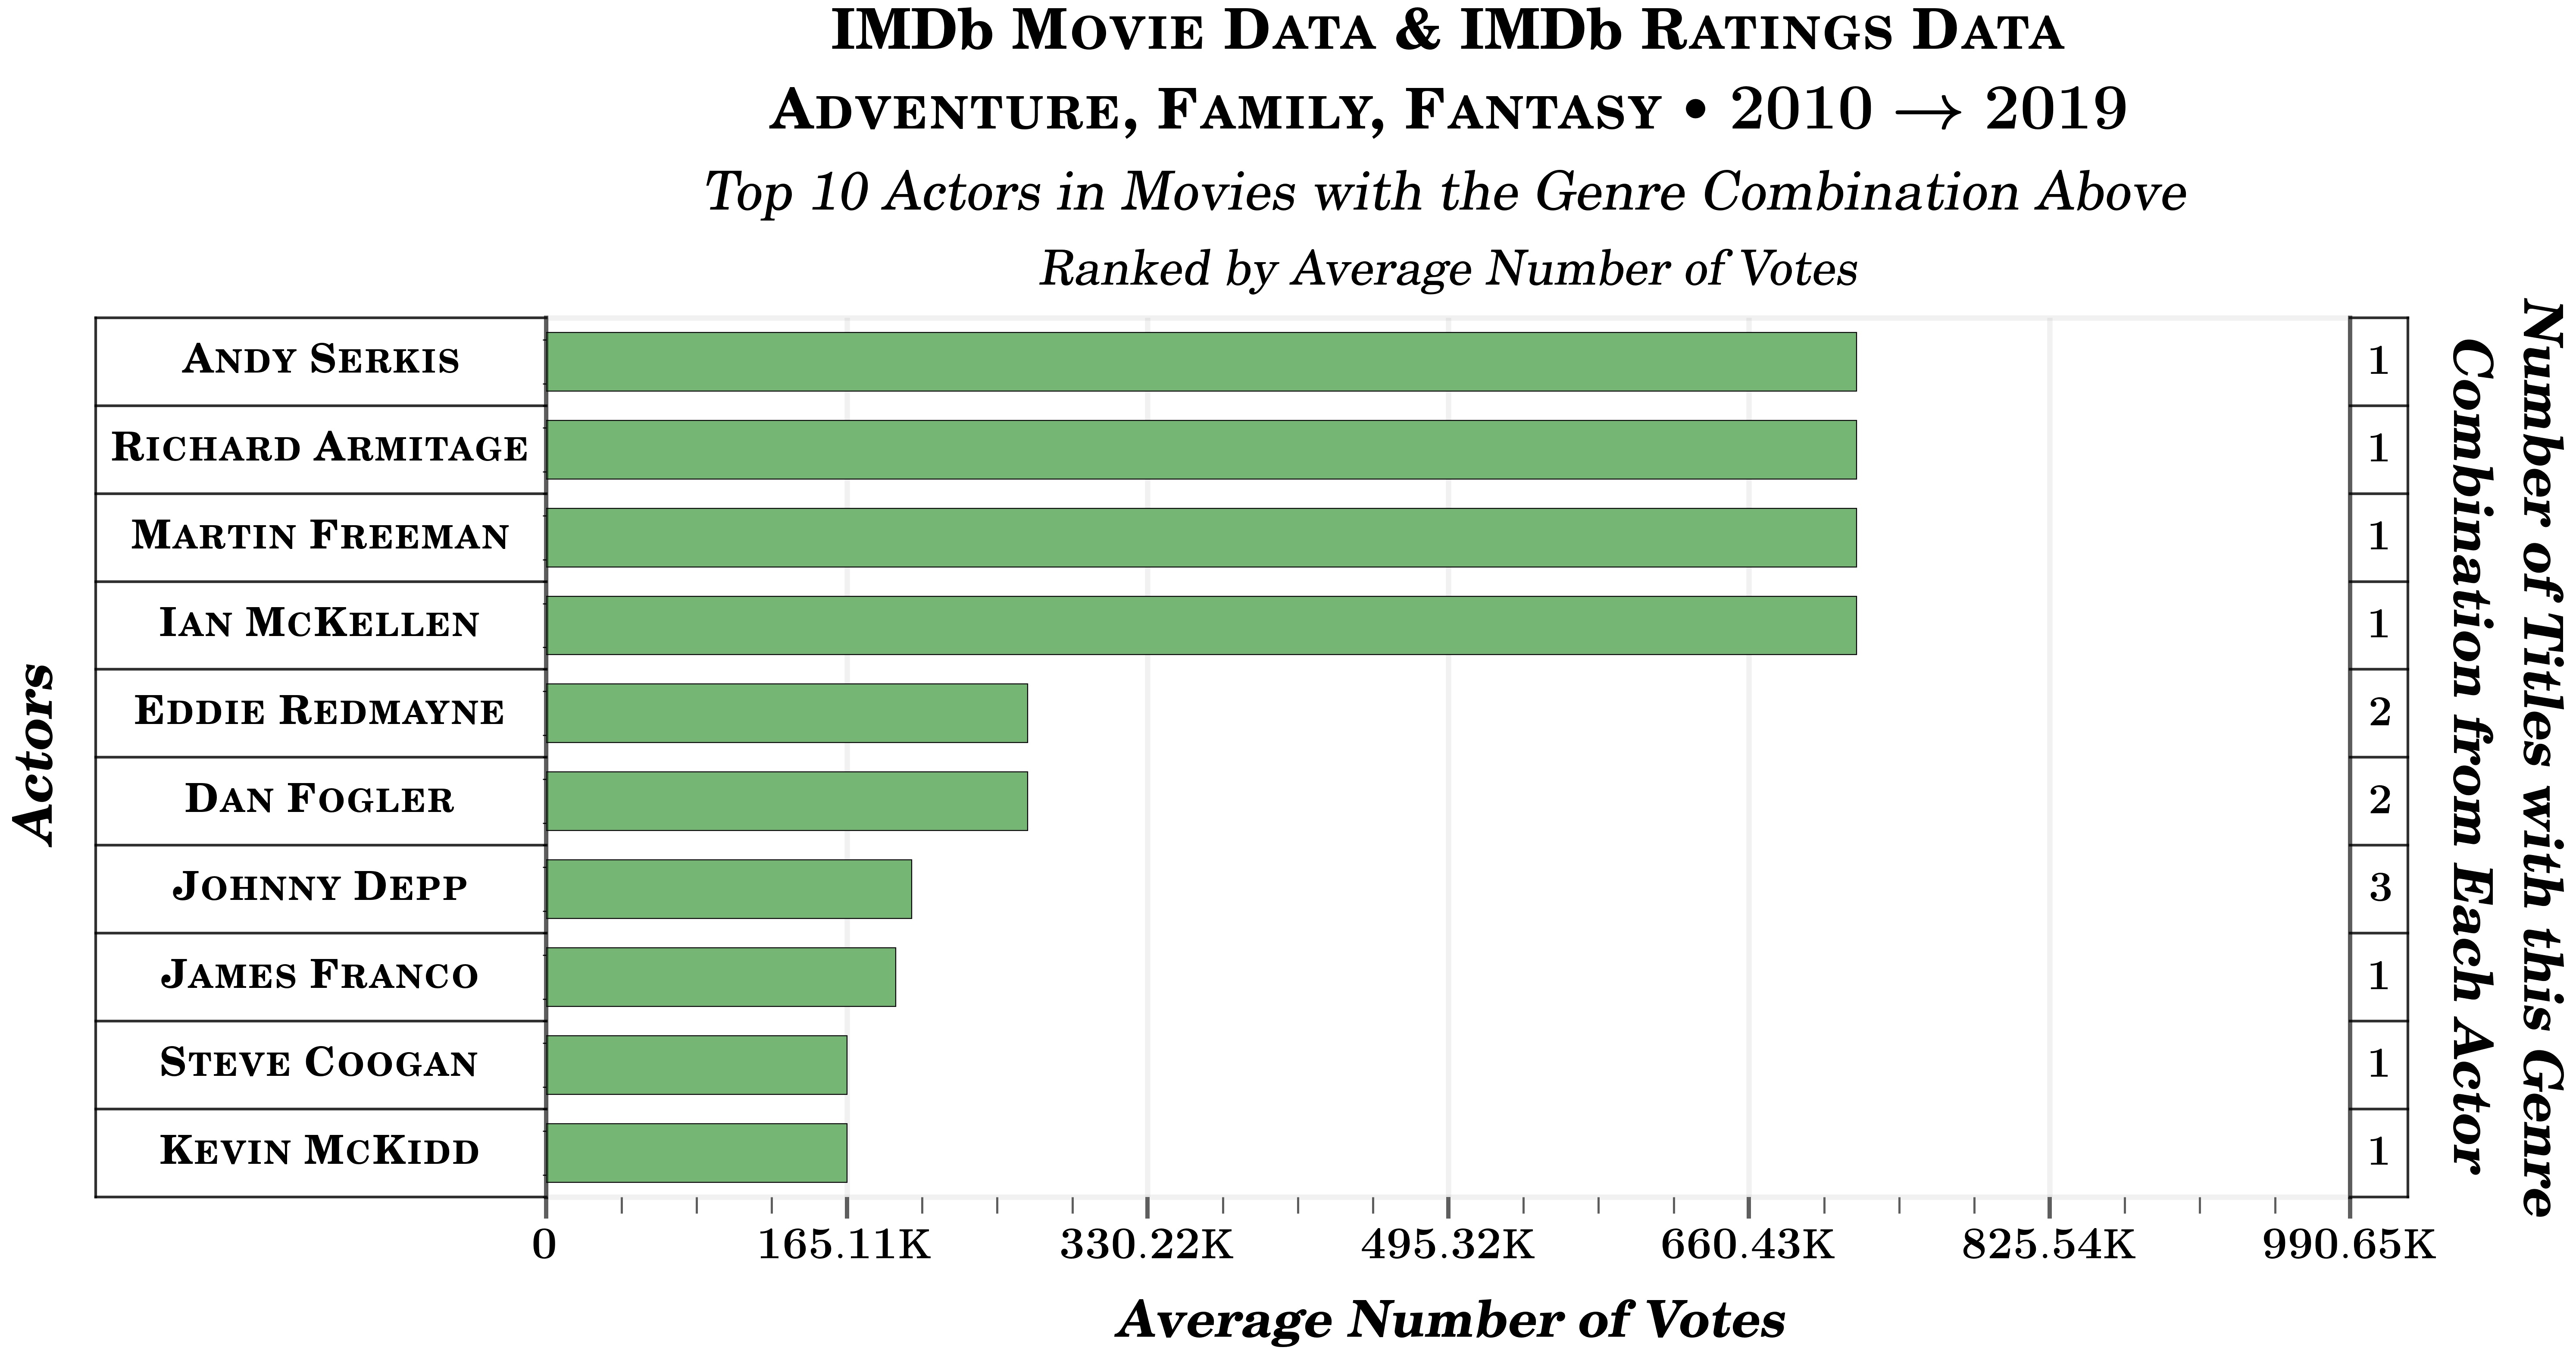 IMDb Movie Data & IMDb Ratings Data
Adventure, Family, Fantasy • 2010 → 2019
Top 10 Actors in Movies with the Genre Combination Above
Ranked by Average Number of Votes
Actors
Andy Serkis 1
Richard Armitage 1
Martin Freeman 1
Ian McKellen 1
Eddie Redmayne 2
Dan Fogler 2
Johnny Depp 3
James Franco 1
Steve Coogan 1
Kevin McKidd 1
0 165.11K 330.22K 495.32K 660.43K 825.54K 990.65K
Average Number of Votes
Number of Titles with this Genre
Combination from Each Actor